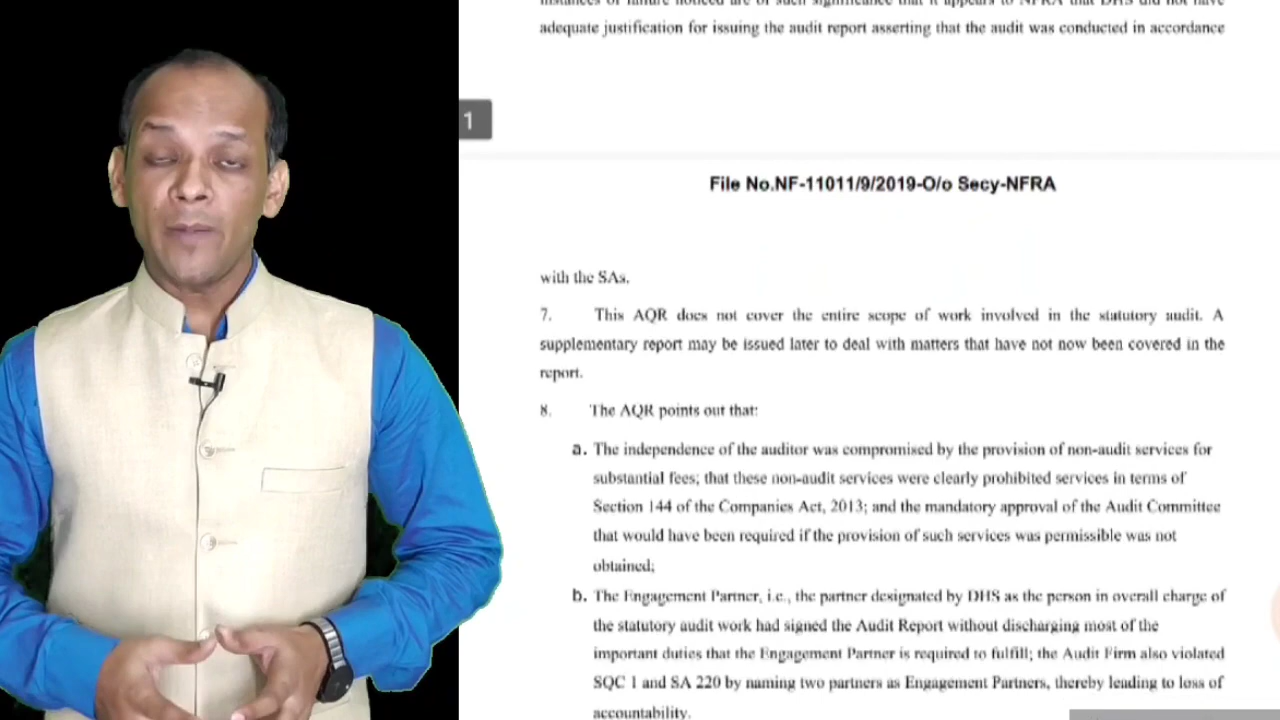 adequate justification for issuing the audit report asserting that the audit was conducted in accordance
1
File No.NF-11011/9/2019-O/o Secy-NFRA
with the SAs.
7. This AQR does not cover the entire scope of work involved in the statutory audit. A
supplementary report may be issued later to deal with matters that have not now been covered in the
report.
8. The AQR points out that:
a. The independence of the auditor was compromised by the provision of non-audit services for
substantial fees; that these non-audit services were clearly prohibited services in terms of
Section 144 of the Companies Act, 2013; and the mandatory approval of the Audit Committee
that would have been required if the provision of such services was permissible was not
obtained;
b. The Engagement Partner, i.e., the partner designated by DHS as the person in overall charge of
the statutory audit work had signed the Audit Report without discharging most of the
important duties that the Engagement Partner is required to fulfill; the Audit Firm also violated
SQC 1 and SA 220 by naming two partners as Engagement Partners, thereby leading to loss of
accountability.